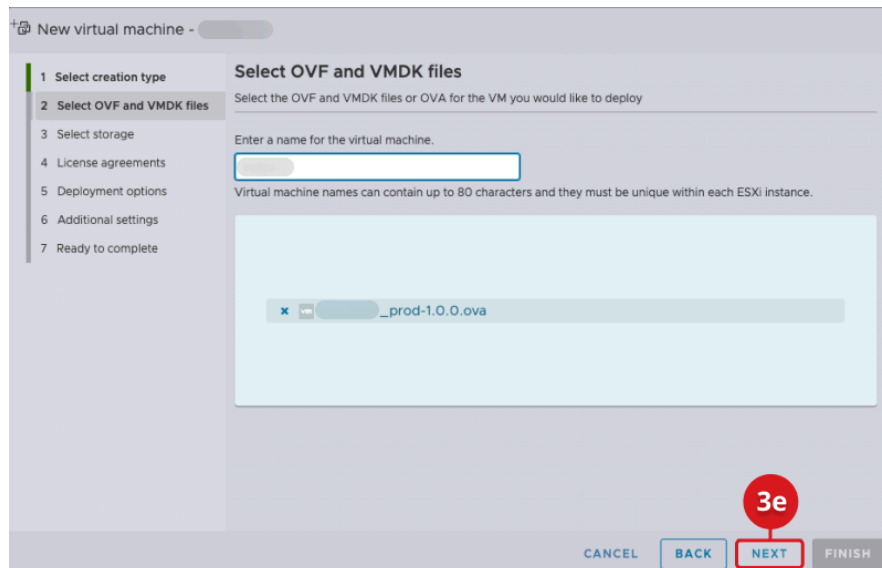 New virtual machine -
1 Select creation type
2 Select OVF and VMDK files
3 Select storage
4 License agreements
5 Deployment options
6 Additional settings
7 Ready to complete
Select OVF and VMDK files
Select the OVF and VMDK files or OVA for the VM you would like to deploy
Enter a name for the virtual machine.
Virtual machine names can contain up to 80 characters and they must be unique within each ESXi instance.
vm _prod-1.0.0.ova
3e
CANCEL BACK NEXT FINISH